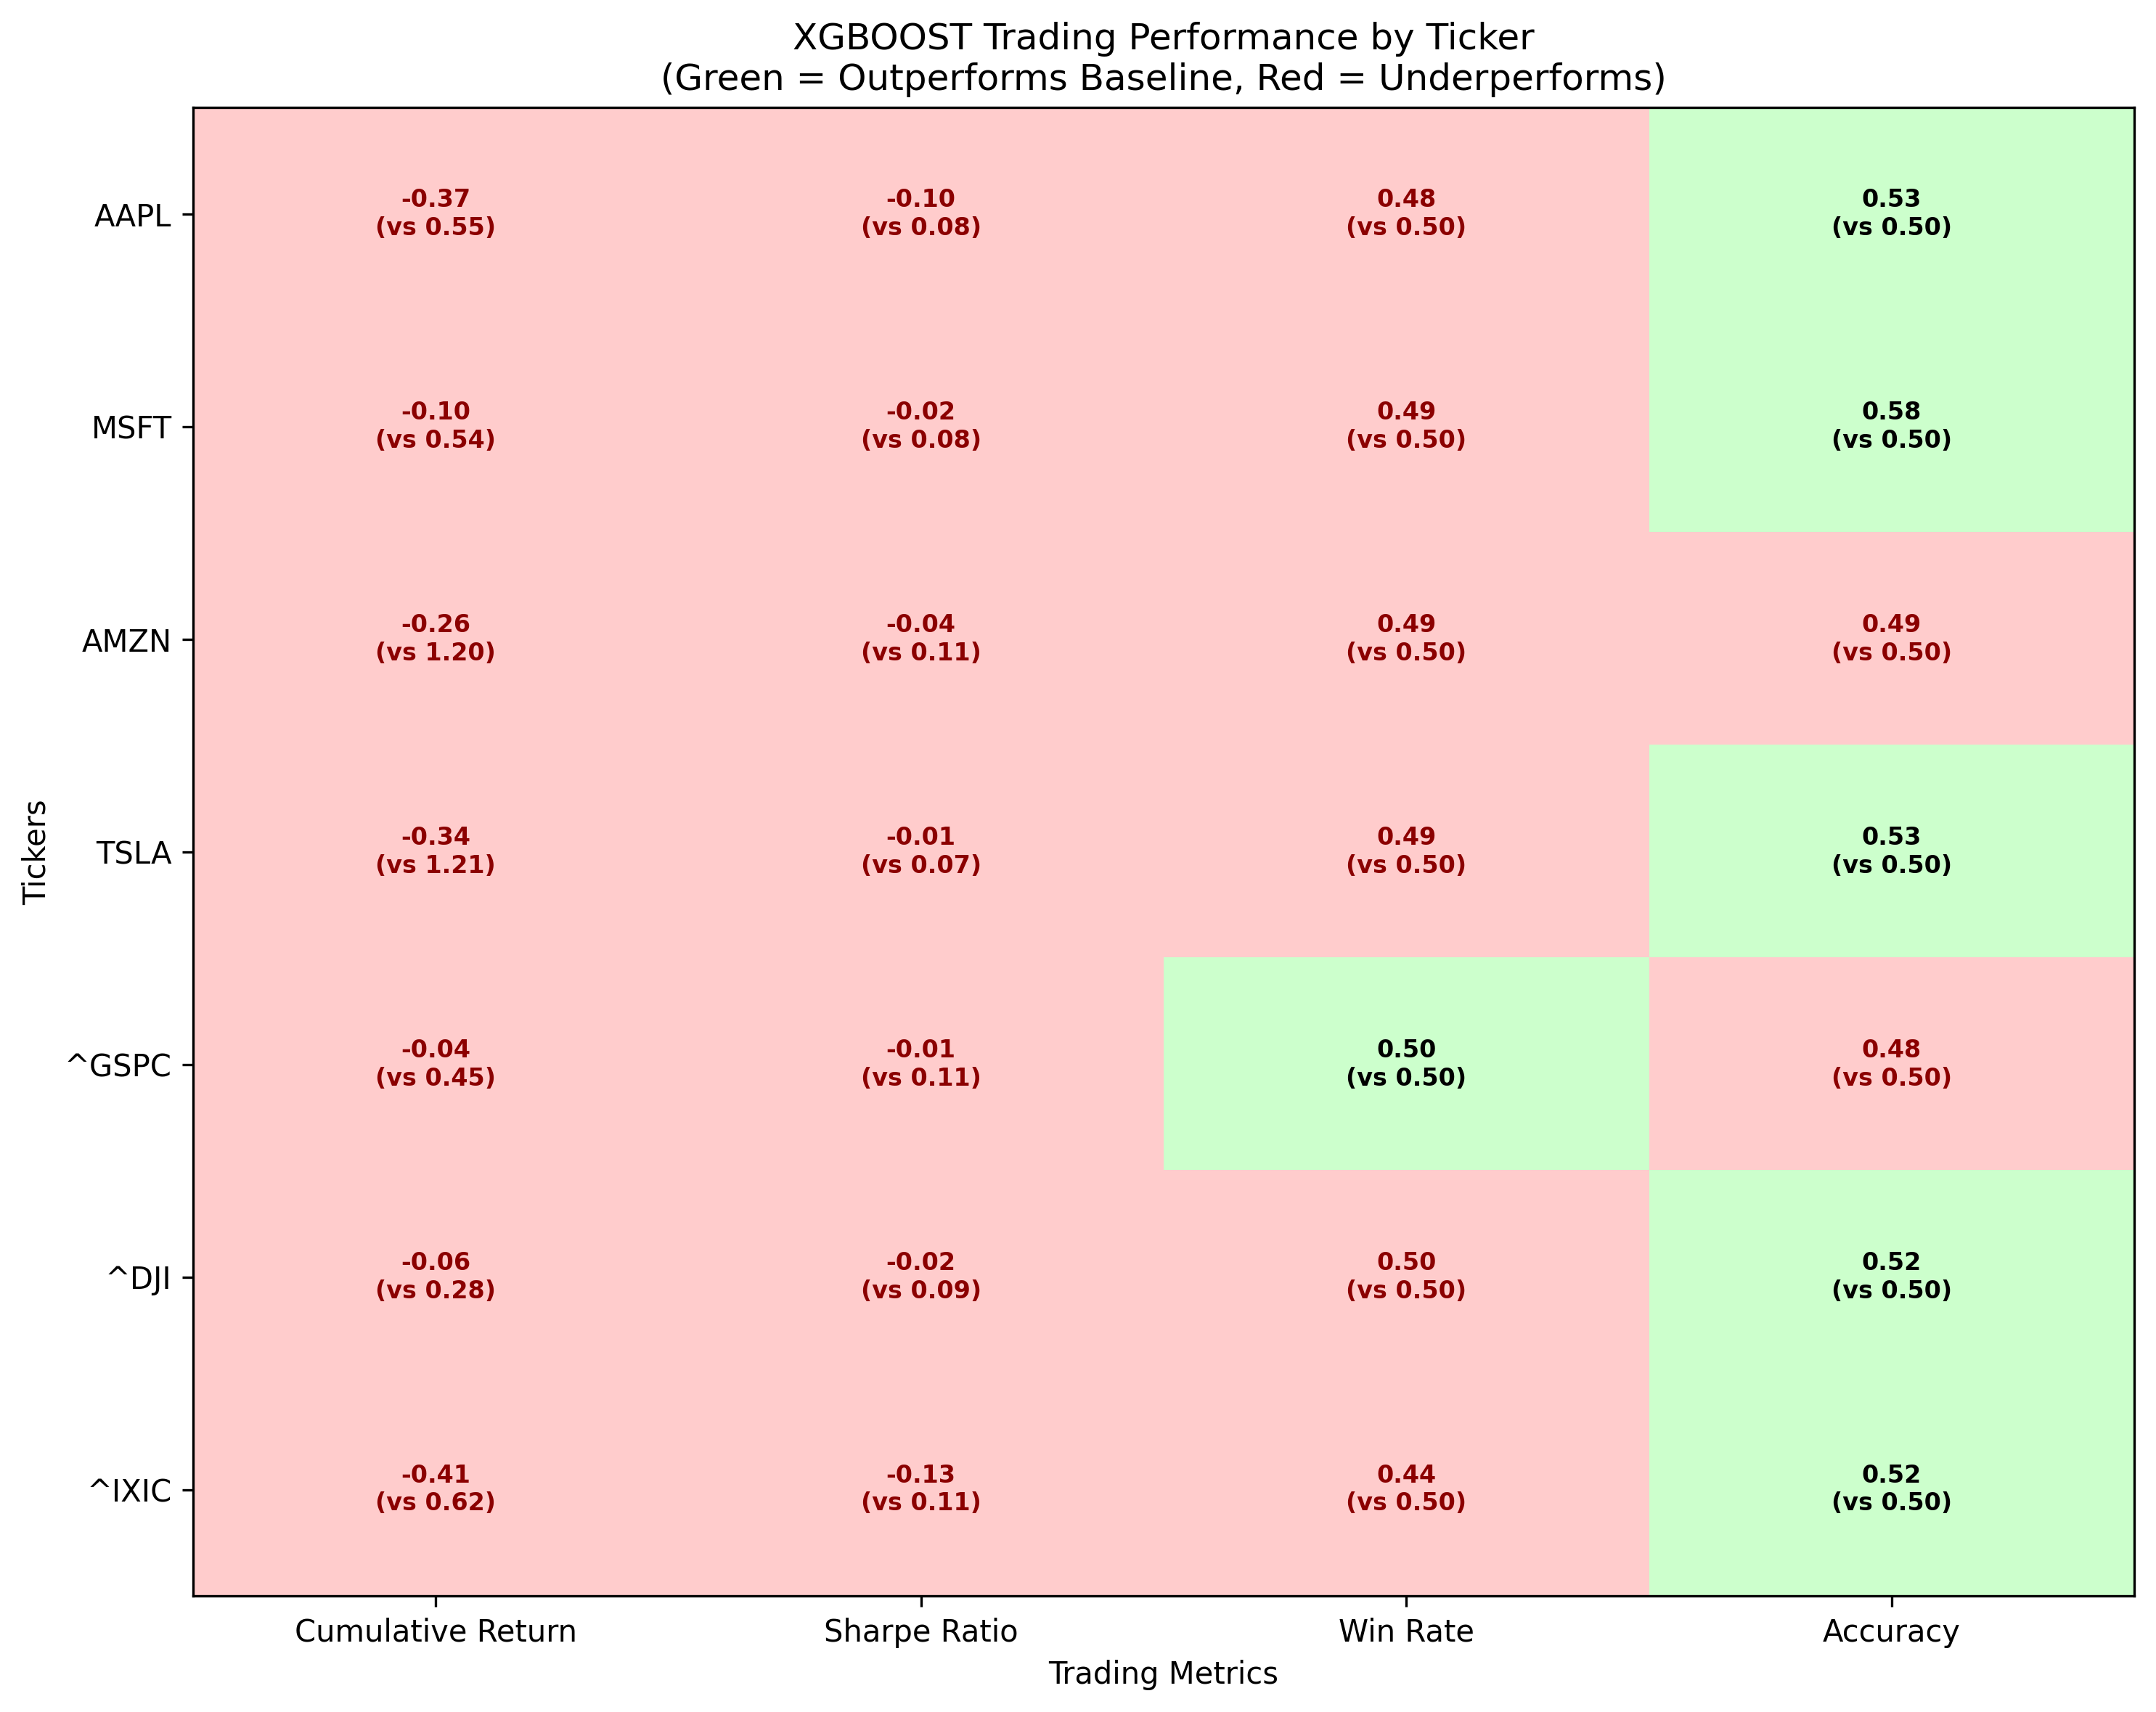 XGBOOST Trading Performance by Ticker
(Green = Outperforms Baseline, Red = Underperforms)
Tickers
AAPL
-0.37
(vs 0.55)
-0.10
(vs 0.08)
0.48
(vs 0.50)
0.53
(vs 0.50)
MSFT
-0.10
(vs 0.54)
-0.02
(vs 0.08)
0.49
(vs 0.50)
0.58
(vs 0.50)
AMZN
-0.26
(vs 1.20)
-0.04
(vs 0.11)
0.49
(vs 0.50)
0.49
(vs 0.50)
TSLA
-0.34
(vs 1.21)
-0.01
(vs 0.07)
0.49
(vs 0.50)
0.53
(vs 0.50)
^GSPC
-0.04
(vs 0.45)
-0.01
(vs 0.11)
0.50
(vs 0.50)
0.48
(vs 0.50)
^DJI
-0.06
(vs 0.28)
-0.02
(vs 0.09)
0.50
(vs 0.50)
0.52
(vs 0.50)
^IXIC
-0.41
(vs 0.62)
-0.13
(vs 0.11)
0.44
(vs 0.50)
0.52
(vs 0.50)
Cumulative Return
Sharpe Ratio
Win Rate
Accuracy
Trading Metrics